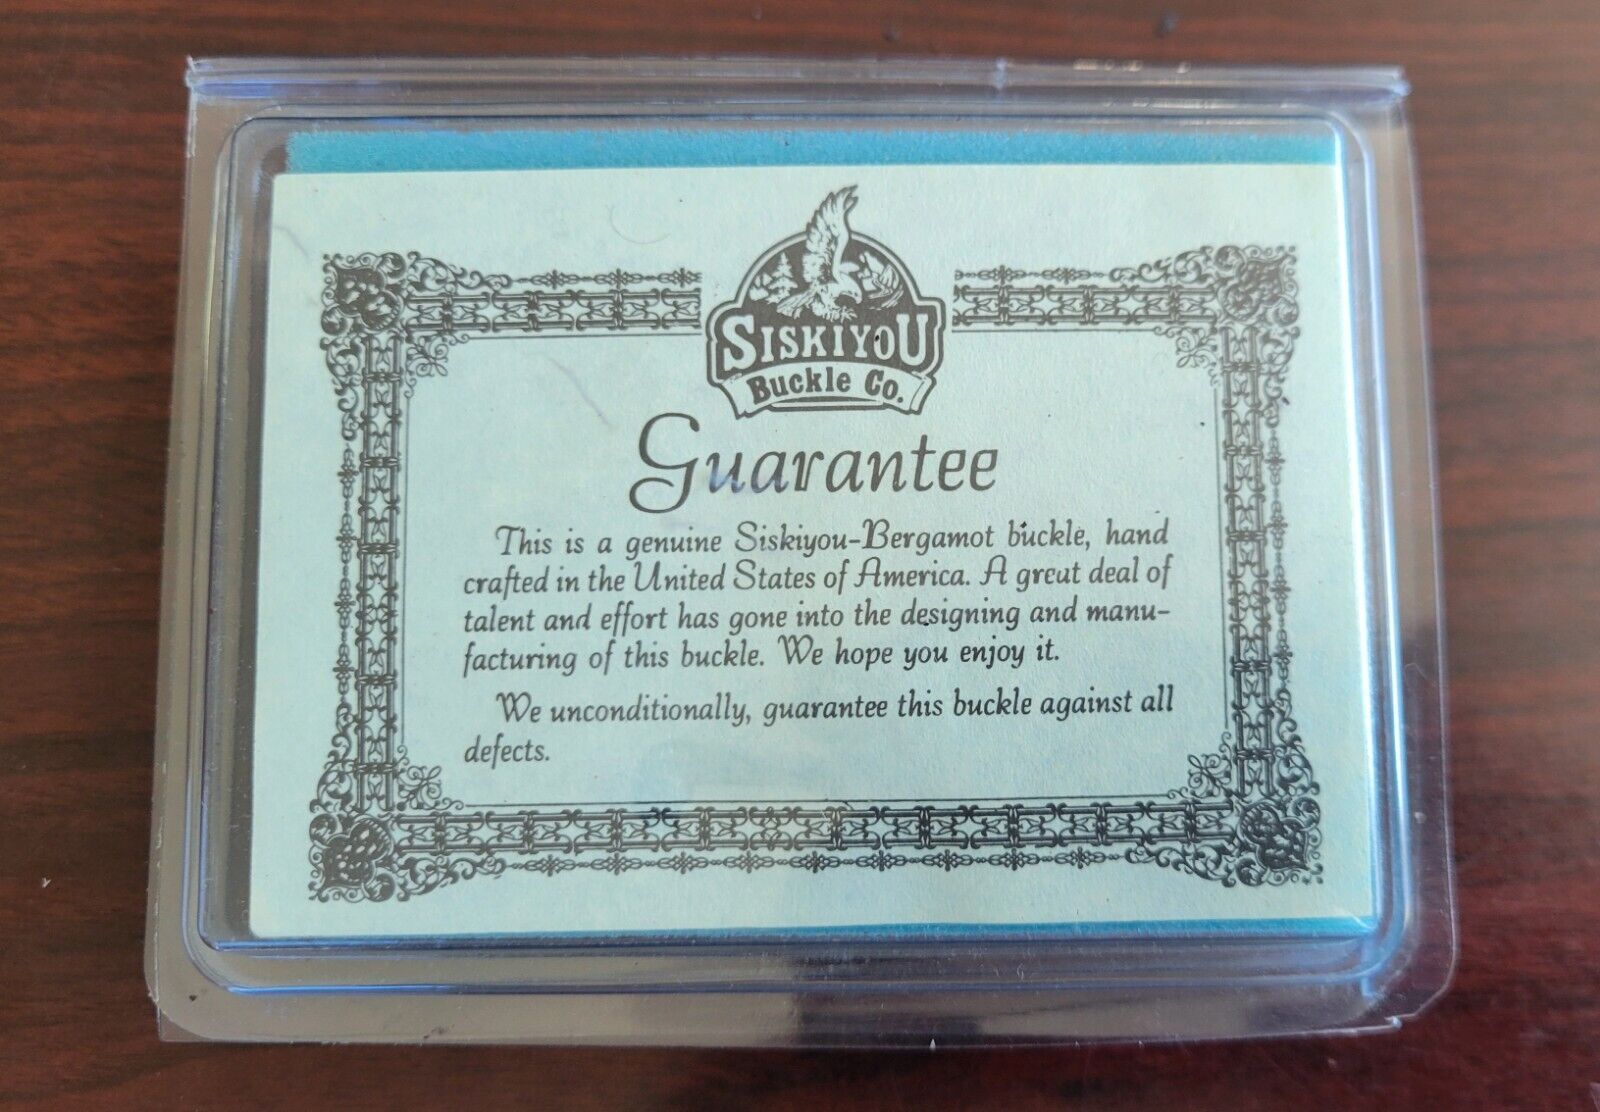 SISKIYOU
Buckle Co.
Guarantee
This is a genuine Siskiyou-Bergamot buckle, hand
crafted in the United States of America. A great deal of
talent and effort has gone into the designing and manu-
facturing of this buckle. We hope you enjoy it.
We unconditionally, guarantee this buckle against all
defects.